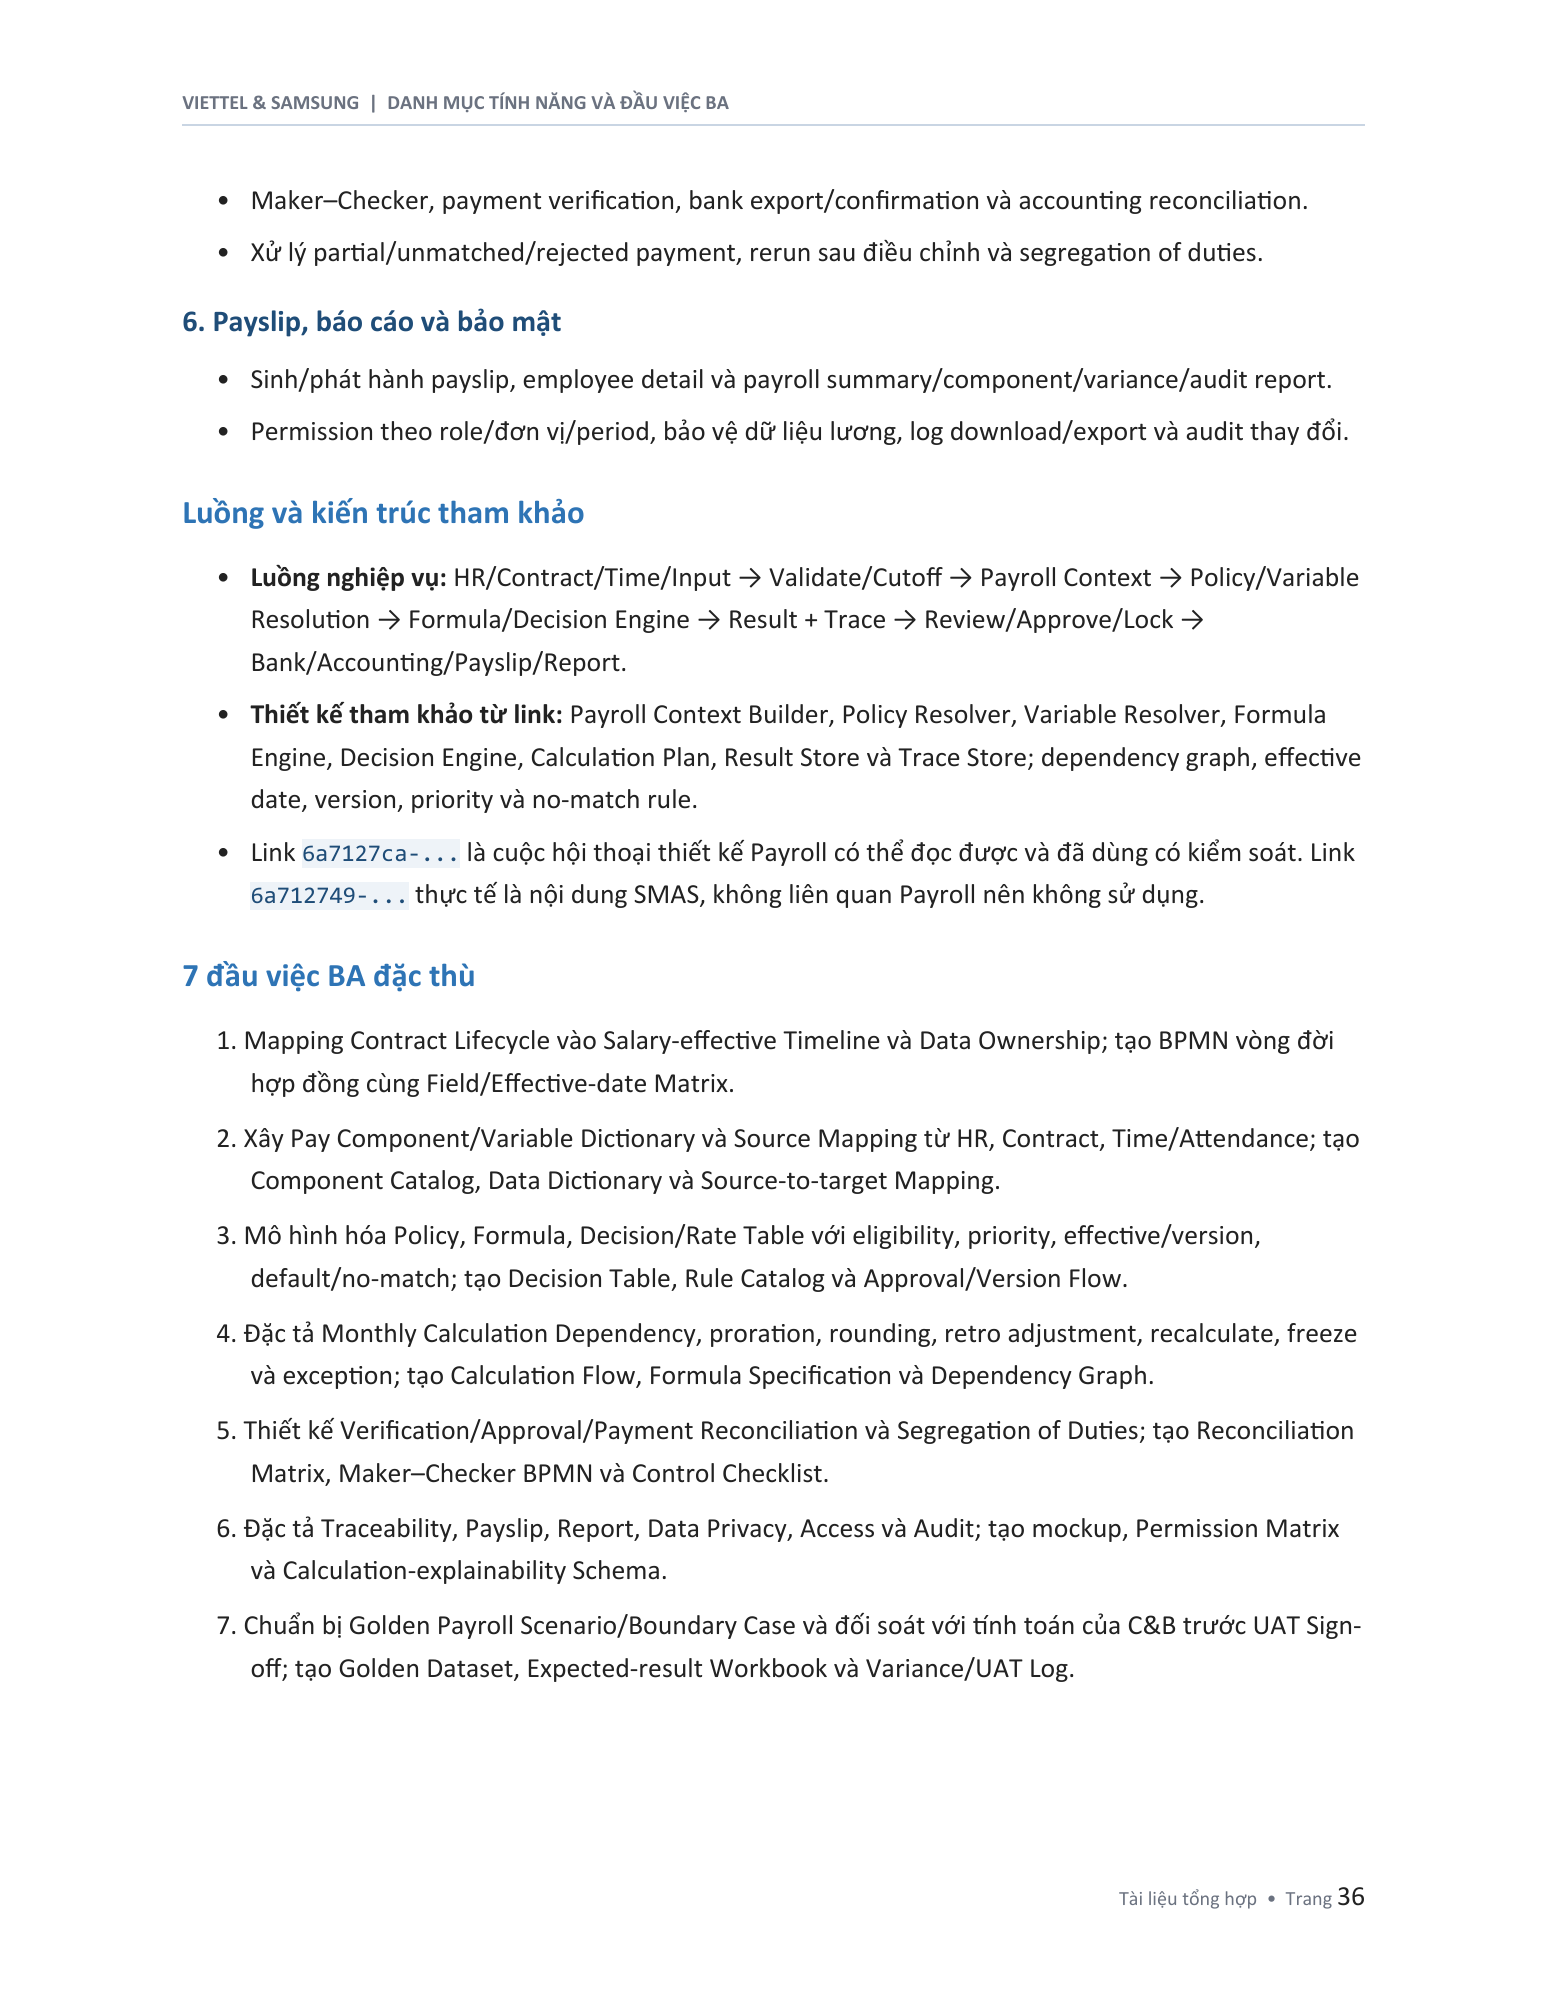 VIETTEL & SAMSUNG | DANH MỤC TÍNH NĂNG VÀ ĐẦU VIỆC BA
• Maker–Checker, payment verification, bank export/confirmation và accounting reconciliation.
• Xử lý partial/unmatched/rejected payment, rerun sau điều chỉnh và segregation of duties.
6. Payslip, báo cáo và bảo mật
• Sinh/phát hành payslip, employee detail và payroll summary/component/variance/audit report.
• Permission theo role/đơn vị/period, bảo vệ dữ liệu lương, log download/export và audit thay đổi.
Luồng và kiến trúc tham khảo
• Luồng nghiệp vụ: HR/Contract/Time/Input → Validate/Cutoff → Payroll Context → Policy/Variable
Resolution → Formula/Decision Engine → Result + Trace → Review/Approve/Lock →
Bank/Accounting/Payslip/Report.
• Thiết kế tham khảo từ link: Payroll Context Builder, Policy Resolver, Variable Resolver, Formula
Engine, Decision Engine, Calculation Plan, Result Store và Trace Store; dependency graph, effective
date, version, priority và no-match rule.
• Link 6a7127ca-... là cuộc hội thoại thiết kế Payroll có thể đọc được và đã dùng có kiểm soát. Link
6a712749-... thực tế là nội dung SMAS, không liên quan Payroll nên không sử dụng.
7 đầu việc BA đặc thù
1. Mapping Contract Lifecycle vào Salary-effective Timeline và Data Ownership; tạo BPMN vòng đời
hợp đồng cùng Field/Effective-date Matrix.
2. Xây Pay Component/Variable Dictionary và Source Mapping từ HR, Contract, Time/Attendance; tạo
Component Catalog, Data Dictionary và Source-to-target Mapping.
3. Mô hình hóa Policy, Formula, Decision/Rate Table với eligibility, priority, effective/version,
default/no-match; tạo Decision Table, Rule Catalog và Approval/Version Flow.
4. Đặc tả Monthly Calculation Dependency, proration, rounding, retro adjustment, recalculate, freeze
và exception; tạo Calculation Flow, Formula Specification và Dependency Graph.
5. Thiết kế Verification/Approval/Payment Reconciliation và Segregation of Duties; tạo Reconciliation
Matrix, Maker–Checker BPMN và Control Checklist.
6. Đặc tả Traceability, Payslip, Report, Data Privacy, Access và Audit; tạo mockup, Permission Matrix
và Calculation-explainability Schema.
7. Chuẩn bị Golden Payroll Scenario/Boundary Case và đối soát với tính toán của C&B trước UAT Sign-
off; tạo Golden Dataset, Expected-result Workbook và Variance/UAT Log.
Tài liệu tổng hợp • Trang 36